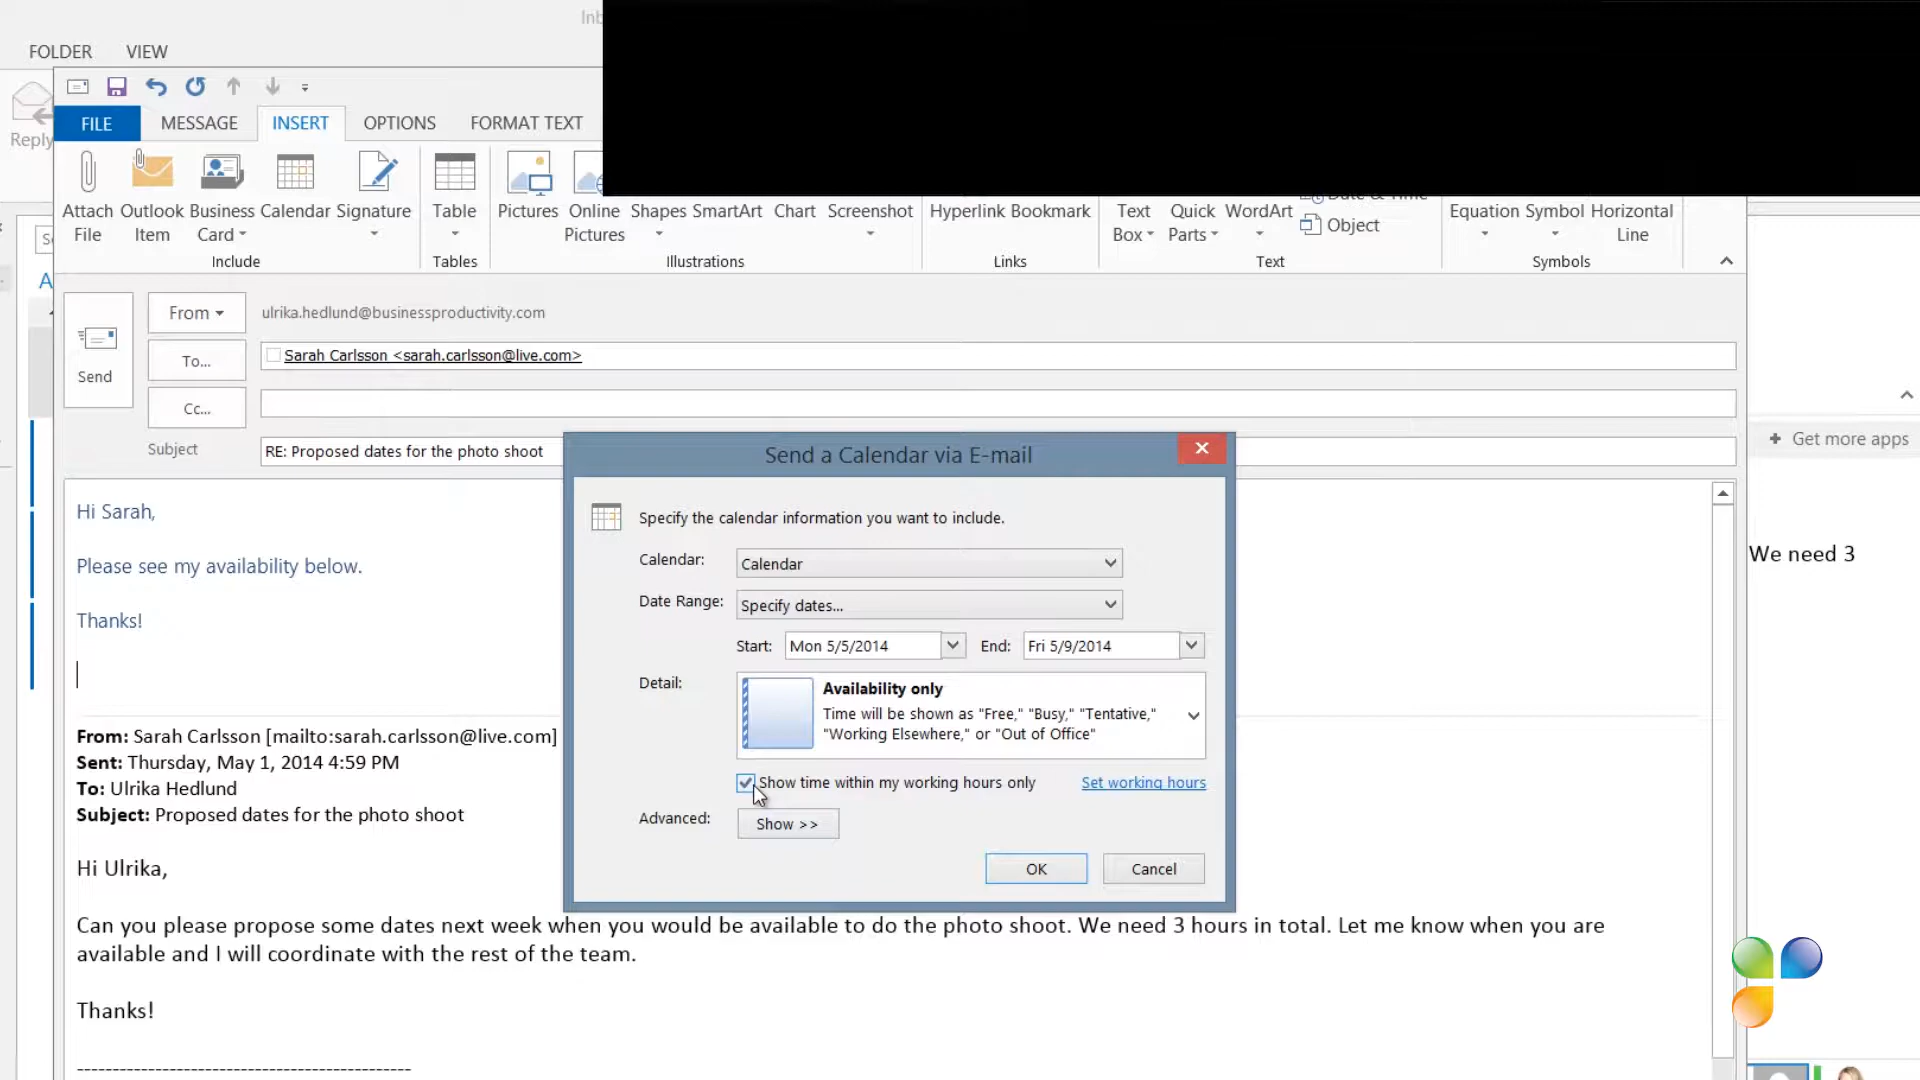 FOLDER VIEW
Reply
FILE MESSAGE INSERT OPTIONS FORMAT TEXT
Attach File
Outlook Item
Business Card
Calendar
Signature
Include
Table
Tables
Pictures
Online Pictures
Shapes
SmartArt
Chart
Screenshot
Illustrations
Hyperlink
Bookmark
Links
Text Box
Quick Parts
WordArt
Object
Text
Equation
Symbol
Horizontal Line
Symbols
Send
From
ulrika.hedlund@businessproductivity.com
To...
Sarah Carlsson <sarah.carlsson@live.com>
Cc...
Subject
RE: Proposed dates for the photo shoot
Get more apps
We need 3
Hi Sarah,
Please see my availability below.
Thanks!
Send a Calendar via E-mail
Specify the calendar information you want to include.
Calendar: Calendar
Date Range: Specify dates...
Start: Mon 5/5/2014 End: Fri 5/9/2014
Detail:
Availability only
Time will be shown as "Free," "Busy," "Tentative,"
"Working Elsewhere," or "Out of Office"
Show time within my working hours only Set working hours
Advanced: Show >>
OK Cancel
From: Sarah Carlsson [mailto:sarah.carlsson@live.com]
Sent: Thursday, May 1, 2014 4:59 PM
To: Ulrika Hedlund
Subject: Proposed dates for the photo shoot
Hi Ulrika,
Can you please propose some dates next week when you would be available to do the photo shoot. We need 3 hours in total. Let me know when you are
available and I will coordinate with the rest of the team.
Thanks!